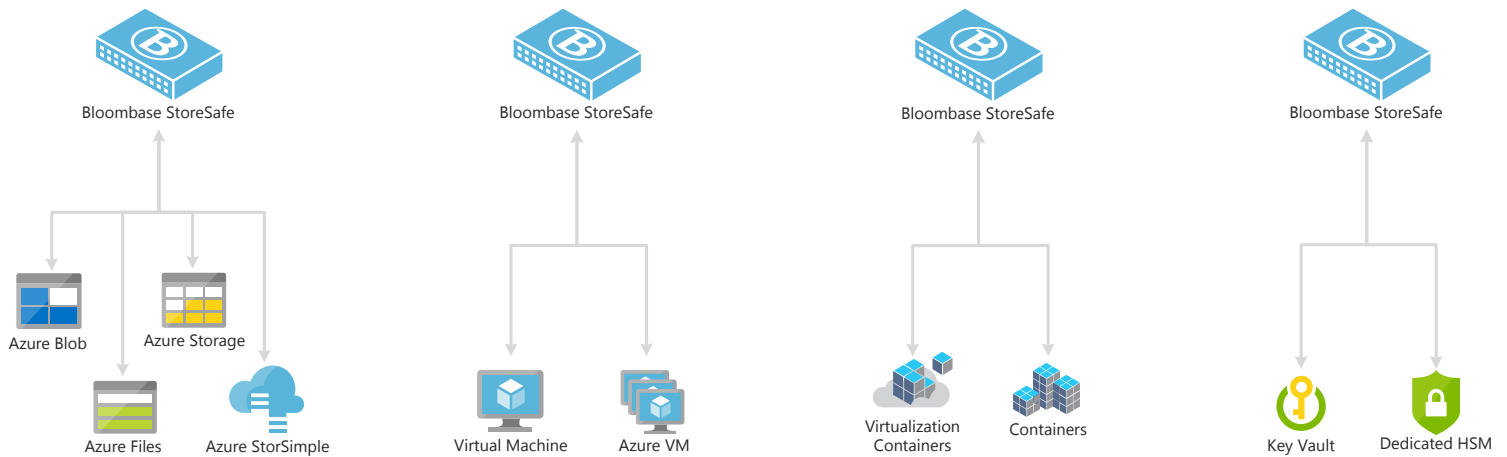 B
Bloombase StoreSafe
Azure Blob
Azure Files
Azure Storage
Azure StorSimple
B
Bloombase StoreSafe
Virtual Machine
Azure VM
B
Bloombase StoreSafe
Virtualization
Containers
Containers
B
Bloombase StoreSafe
Key Vault
Dedicated HSM